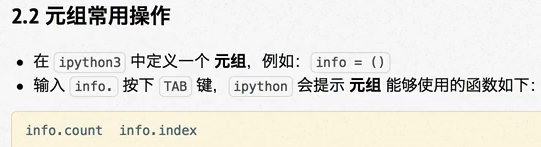 2.2 元组常用操作
在 ipython3 中定义一个 元组，例如：info = ()
输入 info. 按下 TAB 键，ipython 会提示 元组 能够使用的函数如下：
info.count  info.index